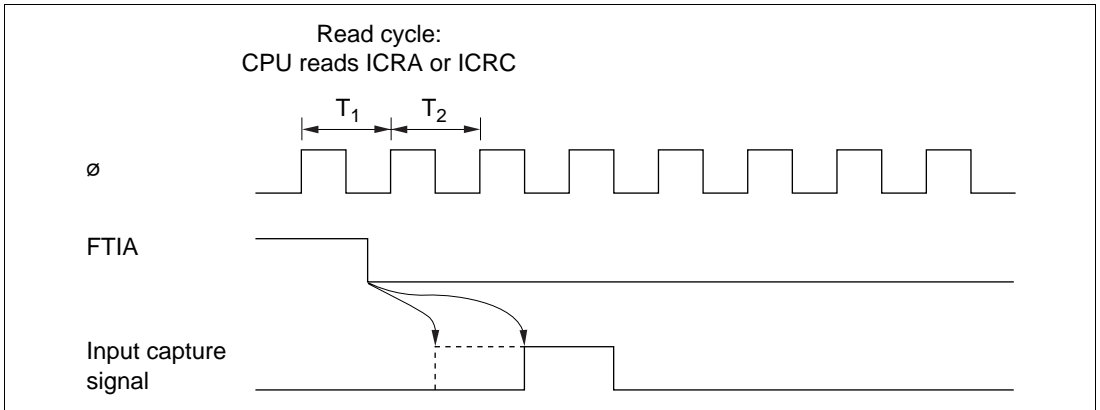 Read cycle:
CPU reads ICRA or ICRC
T1 T2
ø
FTIA
Input capture
signal